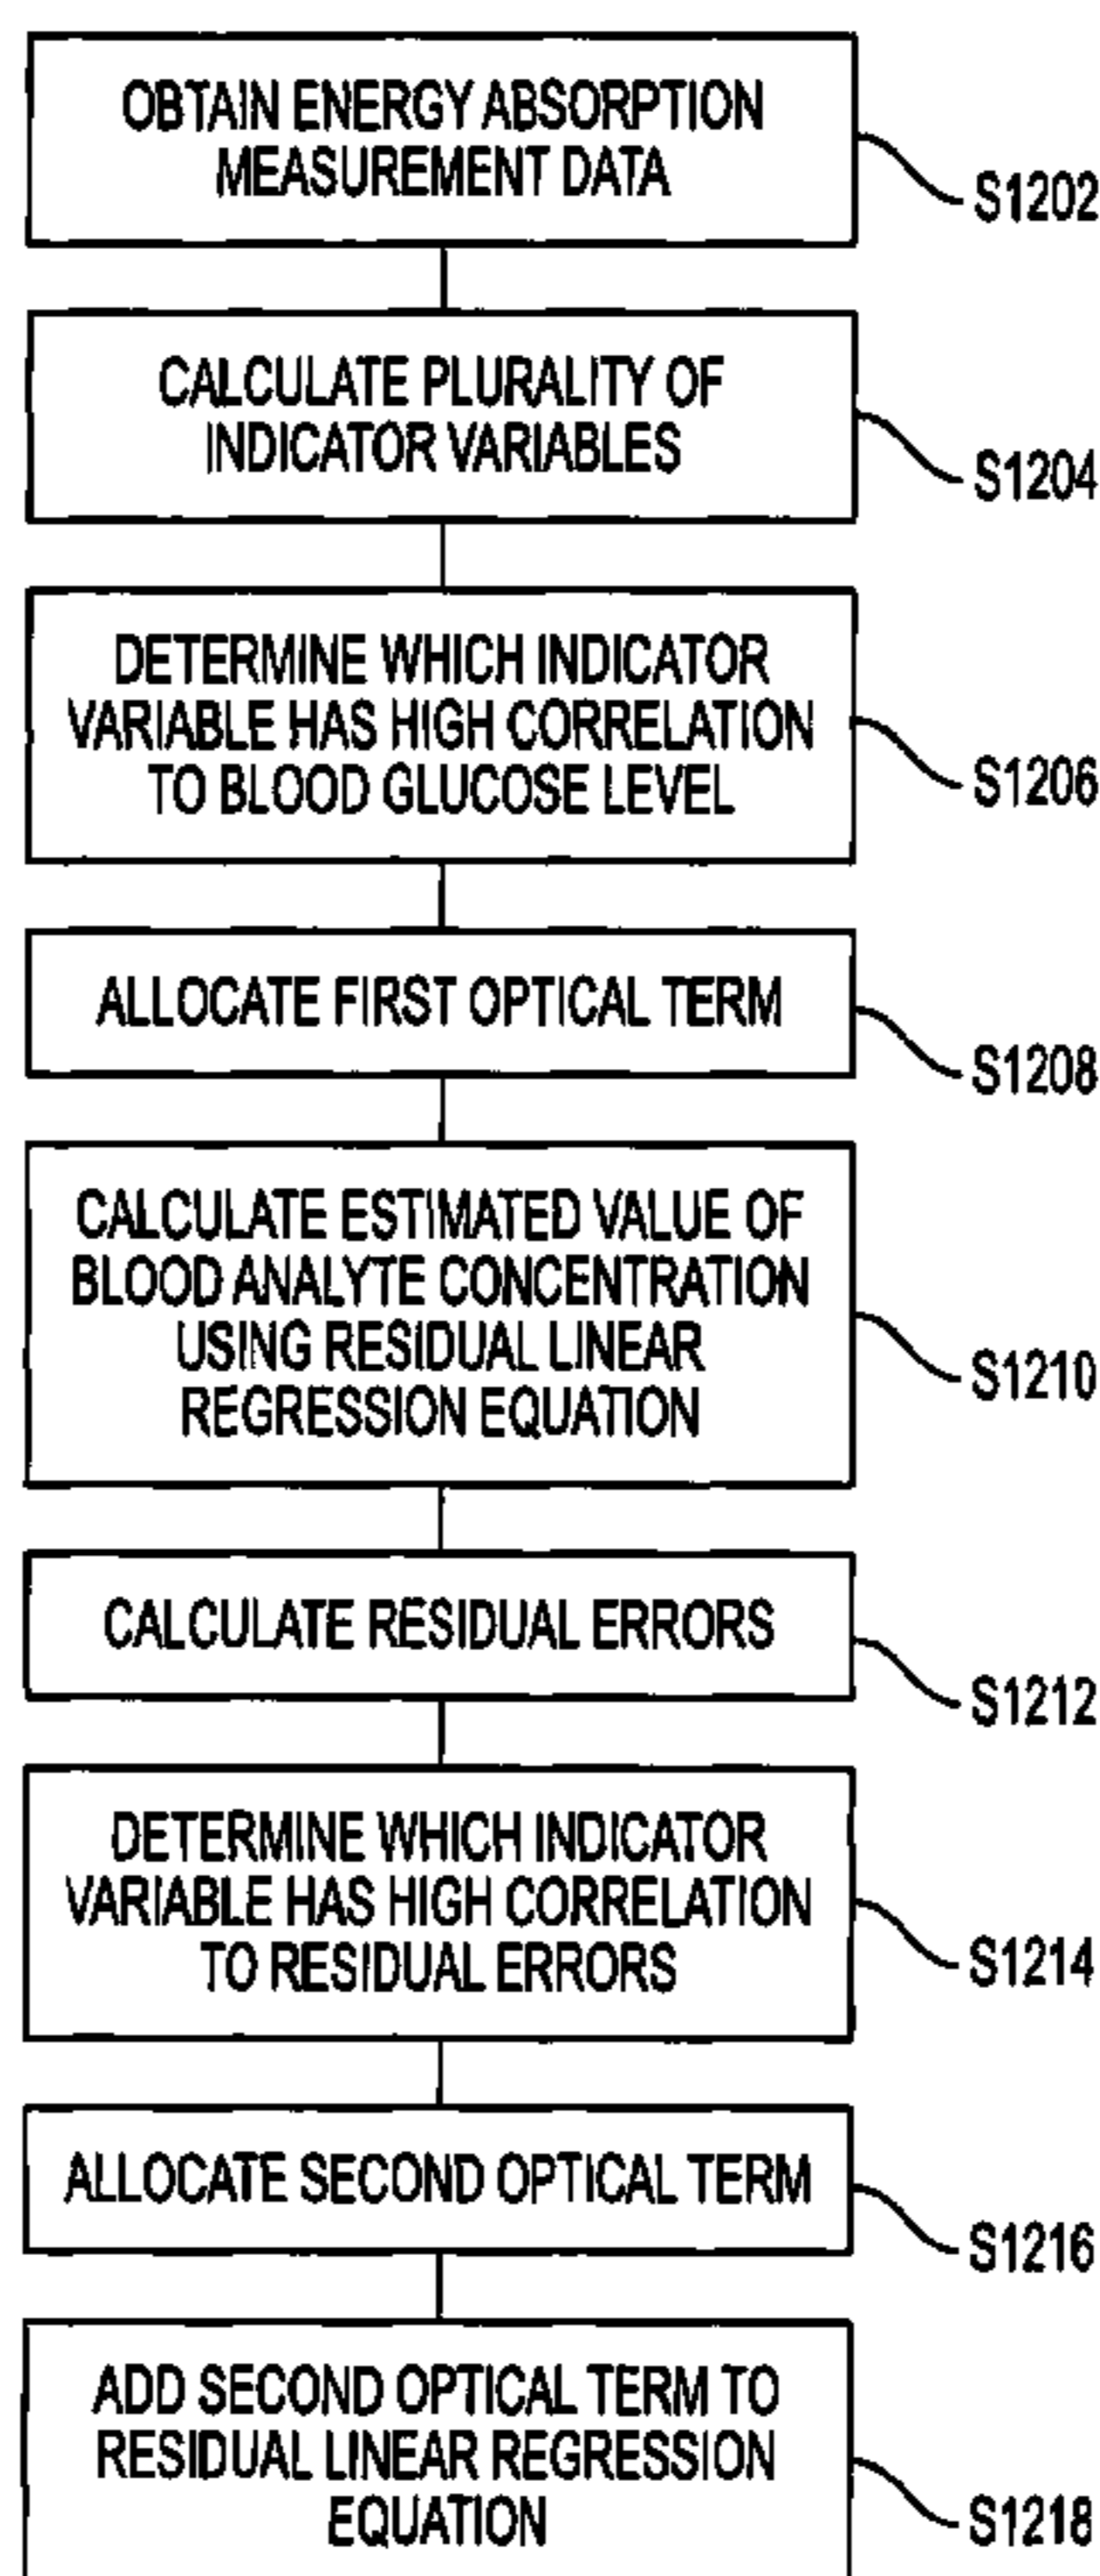 OBTAIN ENERGY ABSORPTION
MEASUREMENT DATA
S1202
CALCULATE PLURALITY OF
INDICATOR VARIABLES
S1204
DETERMINE WHICH INDICATOR
VARIABLE HAS HIGH CORRELATION
TO BLOOD GLUCOSE LEVEL
S1206
ALLOCATE FIRST OPTICAL TERM
S1208
CALCULATE ESTIMATED VALUE OF
BLOOD ANALYTE CONCENTRATION
USING RESIDUAL LINEAR
REGRESSION EQUATION
S1210
CALCULATE RESIDUAL ERRORS
S1212
DETERMINE WHICH INDICATOR
VARIABLE HAS HIGH CORRELATION
TO RESIDUAL ERRORS
S1214
ALLOCATE SECOND OPTICAL TERM
S1216
ADD SECOND OPTICAL TERM TO
RESIDUAL LINEAR REGRESSION
EQUATION
S1218